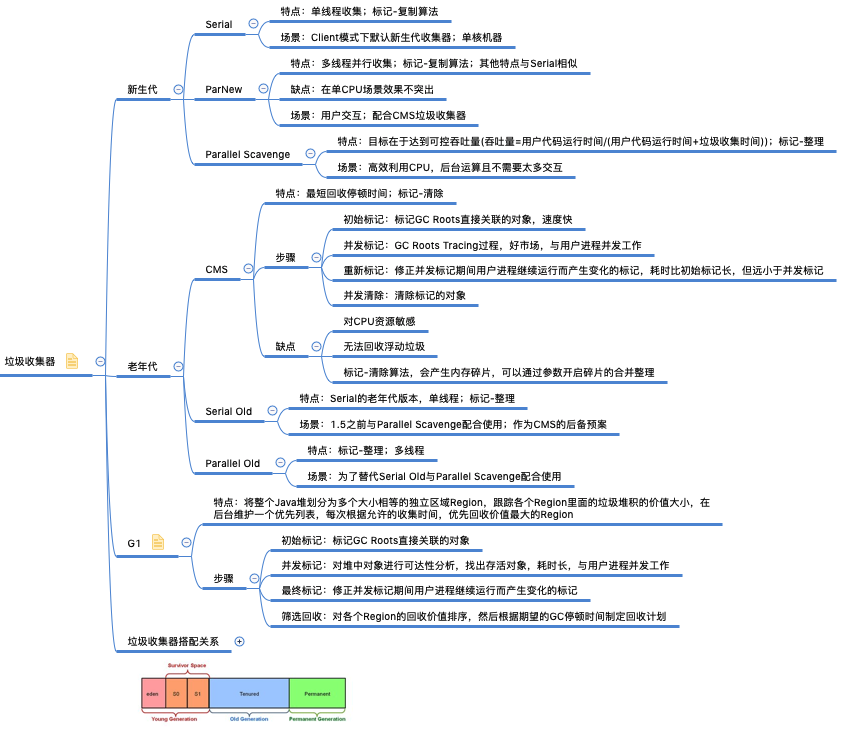 垃圾收集器
新生代
Serial
特点：单线程收集；标记-复制算法
场景：Client模式下默认新生代收集器；单核机器
ParNew
特点：多线程并行收集；标记-复制算法；其他特点与Serial相似
缺点：在单CPU场景效果不突出
场景：用户交互；配合CMS垃圾收集器
Parallel Scavenge
特点：目标在于达到可控吞吐量(吞吐量=用户代码运行时间/(用户代码运行时间+垃圾收集时间))；标记-整理
场景：高效利用CPU，后台运算且不需要太多交互
老年代
CMS
特点：最短回收停顿时间；标记-清除
步骤
初始标记：标记GC Roots直接关联的对象，速度快
并发标记：GC Roots Tracing过程，好市场，与用户进程并发工作
重新标记：修正并发标记期间用户进程继续运行而产生变化的标记，耗时比初始标记长，但远小于并发标记
并发清除：清除标记的对象
缺点
对CPU资源敏感
无法回收浮动垃圾
标记-清除算法，会产生内存碎片，可以通过参数开启碎片的合并整理
Serial Old
特点：Serial的老年代版本，单线程；标记-整理
场景：1.5之前与Parallel Scavenge配合使用；作为CMS的后备预案
Parallel Old
特点：标记-整理；多线程
场景：为了替代Serial Old与Parallel Scavenge配合使用
G1
特点：将整个Java堆划分为多个大小相等的独立区域Region，跟踪各个Region里面的垃圾堆积的价值大小，在
后台维护一个优先列表，每次根据允许的收集时间，优先回收价值最大的Region
步骤
初始标记：标记GC Roots直接关联的对象
并发标记：对堆中对象进行可达性分析，找出存活对象，耗时长，与用户进程并发工作
最终标记：修正并发标记期间用户进程继续运行而产生变化的标记
筛选回收：对各个Region的回收价值排序，然后根据期望的GC停顿时间制定回收计划
垃圾收集器搭配关系
Survivor Space
eden
S0
S1
Tenured
Permanent
Young Generation
Old Generation
Permanent Generation